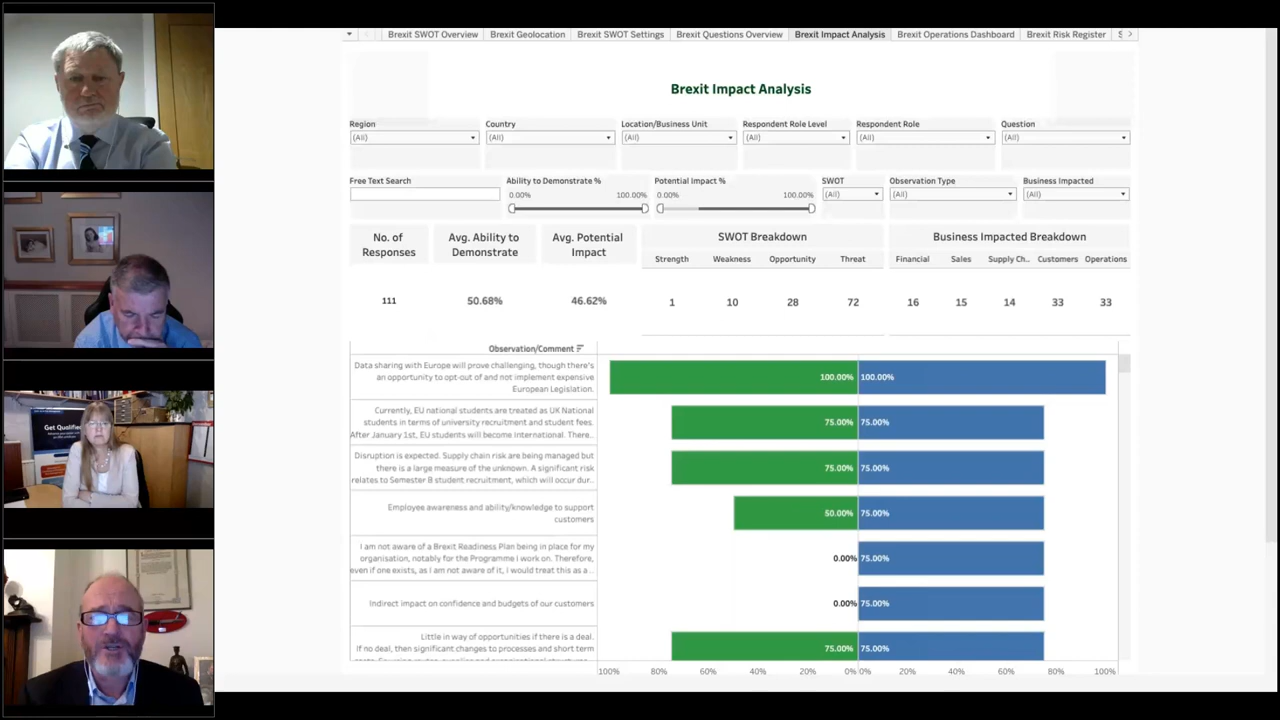 Brexit SWOT Overview
Brexit Geolocation
Brexit SWOT Settings
Brexit Questions Overview
Brexit Impact Analysis
Brexit Operations Dashboard
Brexit Risk Register
S
Brexit Impact Analysis
Region
Country
Location/Business Unit
Respondent Role Level
Respondent Role
Question
(All)
(All)
(All)
(All)
(All)
(All)
Free Text Search
Ability to Demonstrate %
Potential Impact %
SWOT
Observation Type
Business Impacted
0.00%
100.00%
0.00%
100.00%
(All)
(All)
(All)
No. of
Responses
Avg. Ability to
Demonstrate
Avg. Potential
Impact
SWOT Breakdown
Business Impacted Breakdown
Strength
Weakness
Opportunity
Threat
Financial
Sales
Supply Ch..
Customers
Operations
111
50.68%
46.62%
1
10
28
72
16
15
14
33
33
Observation/Comment
Data sharing with Europe will prove challenging, though there's
an opportunity to opt-out of and not implement expensive
European Legislation.
100.00%
100.00%
Currently, EU national students are treated as UK National
students in terms of university recruitment and student fees.
After January 1st, EU students will become International. There...
75.00%
75.00%
Disruption is expected. Supply chain risk are being managed but
there is a large measure of the unknown. A significant risk
relates to Semester B student recruitment, which will occur dur..
75.00%
75.00%
Employee awareness and ability/knowledge to support
customers
50.00%
75.00%
I am not aware of a Brexit Readiness Plan being in place for my
organisation, notably for the Programme I work on. Therefore,
even if one exists, as I am not aware of it, I would treat this as a ..
0.00%
75.00%
Indirect impact on confidence and budgets of our customers
0.00%
75.00%
Little in way of opportunities if there is a deal.
If no deal, then significant changes to processes and short term
75.00%
75.00%
100%
80%
60%
40%
20%
0%
0%
20%
40%
60%
80%
100%
Get Qualifie